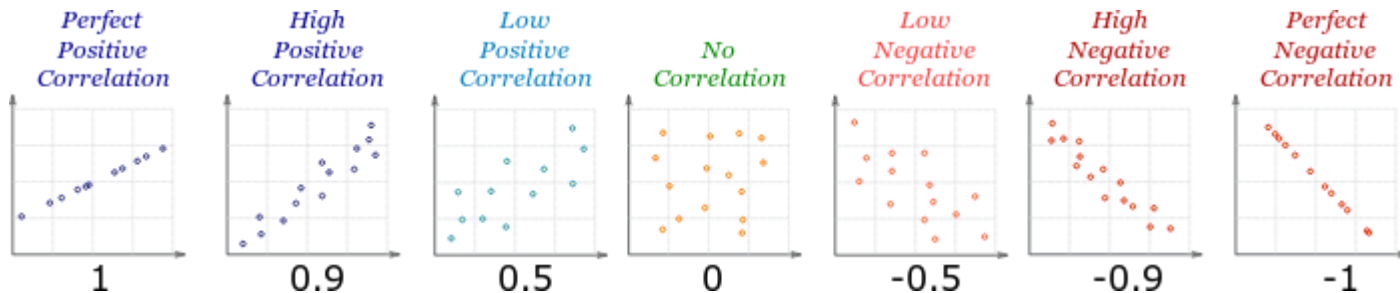 Perfect
Positive
Correlation
High
Positive
Correlation
Low
Positive
Correlation
No
Correlation
Low
Negative
Correlation
High
Negative
Correlation
Perfect
Negative
Correlation
1
0.9
0.5
0
-0.5
-0.9
-1